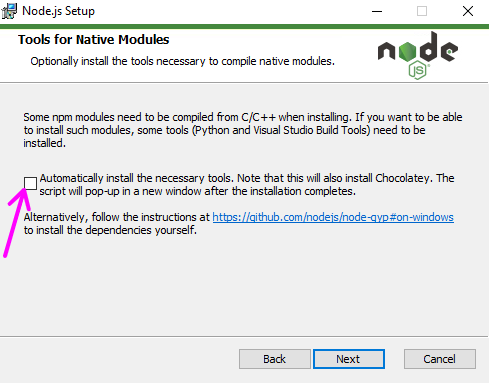 Node.js Setup
Tools for Native Modules
Optionally install the tools necessary to compile native modules.
node
JS
Some npm modules need to be compiled from C/C++ when installing. If you want to be able
to install such modules, some tools (Python and Visual Studio Build Tools) need to be
installed.
Automatically install the necessary tools. Note that this will also install Chocolatey. The
script will pop-up in a new window after the installation completes.
Alternatively, follow the instructions at https://github.com/nodejs/node-gyp#on-windows
to install the dependencies yourself.
Back Next Cancel